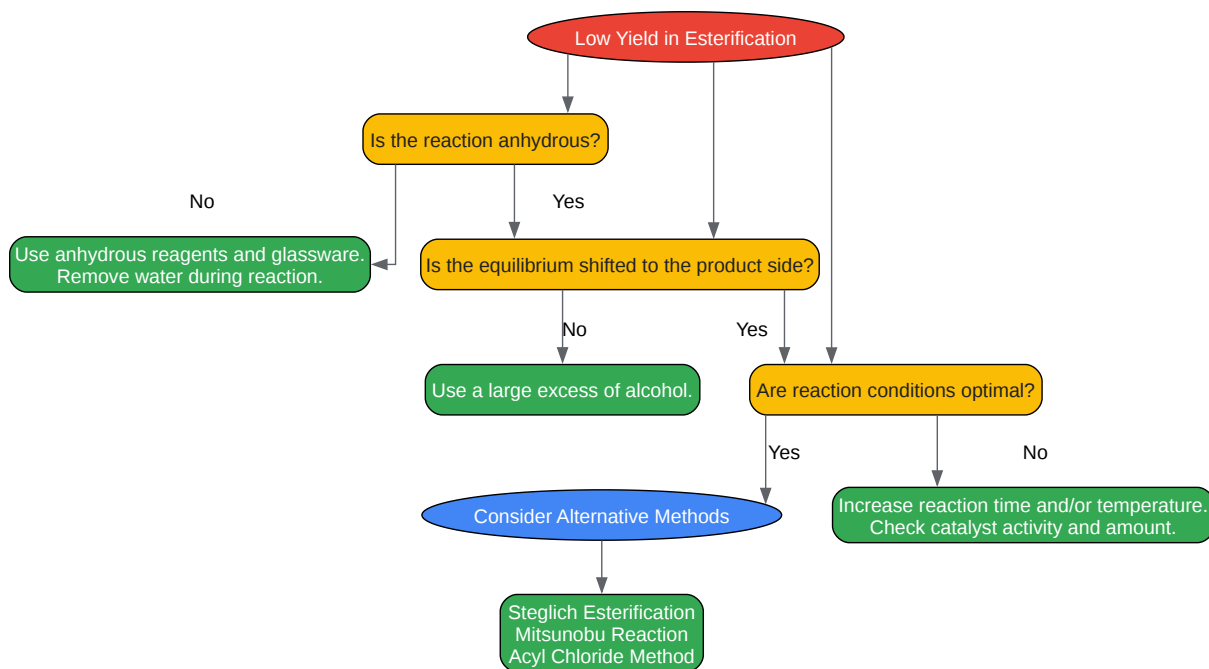 Low Yield in Esterification
Is the reaction anhydrous?
No
Yes
Use anhydrous reagents and glassware.
Remove water during reaction.
Is the equilibrium shifted to the product side?
No
Yes
Use a large excess of alcohol.
Are reaction conditions optimal?
Yes
No
Consider Alternative Methods
Increase reaction time and/or temperature.
Check catalyst activity and amount.
Steglich Esterification
Mitsunobu Reaction
Acyl Chloride Method